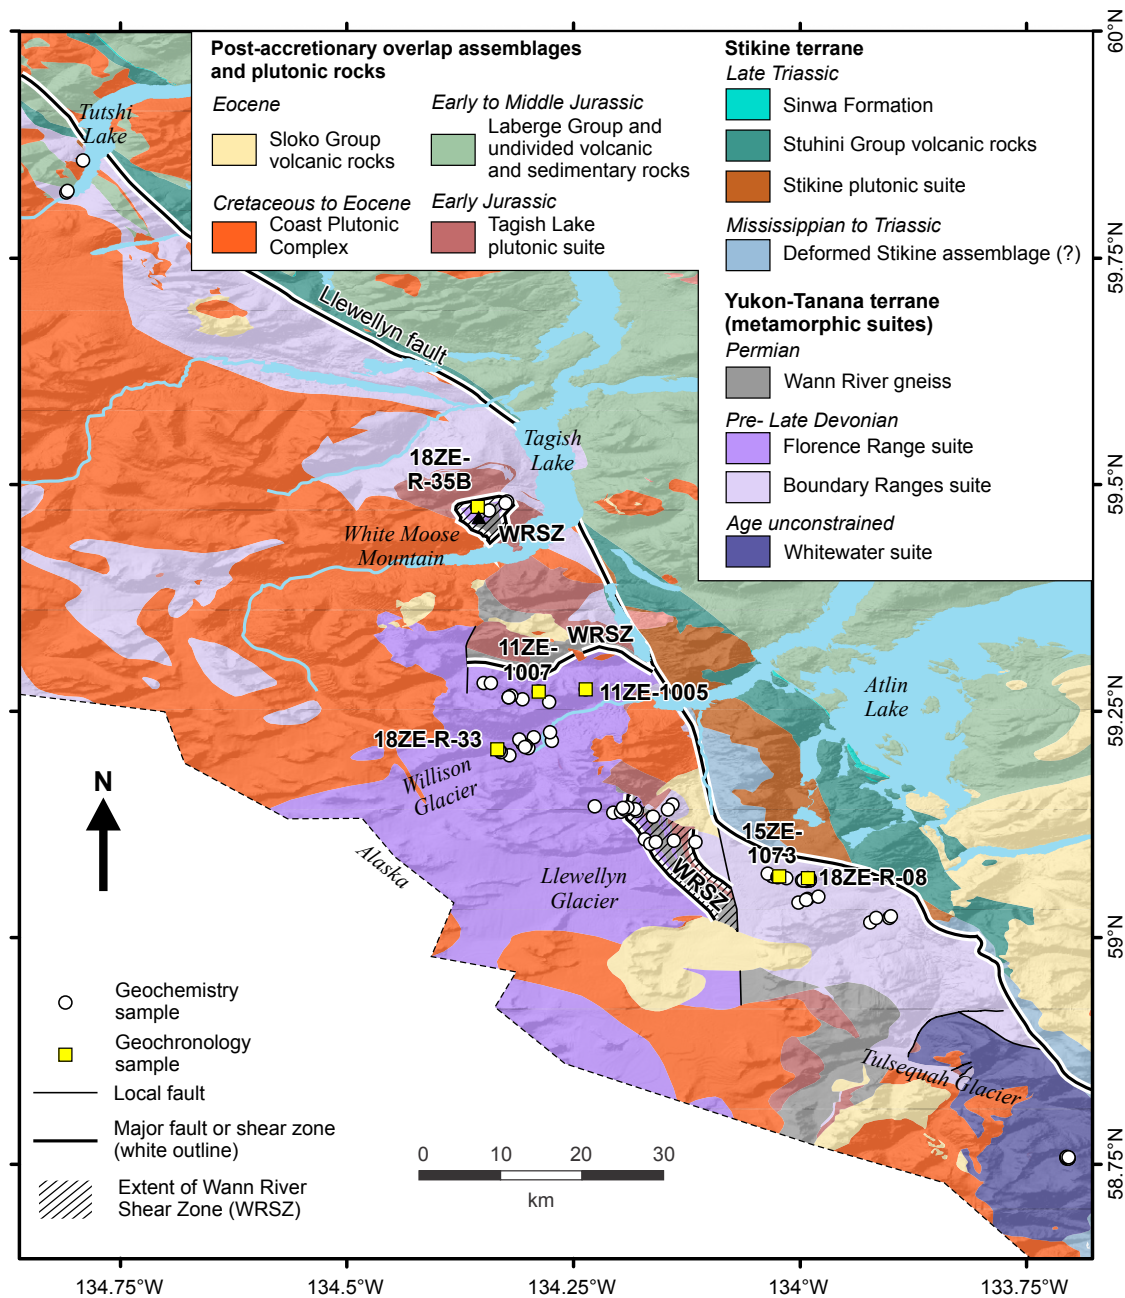 Post-accretionary overlap assemblages
and plutonic rocks
Eocene
Sloko Group
volcanic rocks
Cretaceous to Eocene
Coast Plutonic
Complex
Early to Middle Jurassic
Laberge Group and
undivided volcanic
and sedimentary rocks
Early Jurassic
Tagish Lake
plutonic suite
Stikine terrane
Late Triassic
Sinwa Formation
Stuhini Group volcanic rocks
Stikine plutonic suite
Mississippian to Triassic
Deformed Stikine assemblage (?)
Yukon-Tanana terrane
(metamorphic suites)
Permian
Wann River gneiss
Pre- Late Devonian
Florence Range suite
Boundary Ranges suite
Age unconstrained
Whitewater suite
Tutshi
Lake
Llewellyn fault
Tagish
Lake
18ZE-
R-35B
WRSZ
White Moose
Mountain
WRSZ
11ZE-
1007
11ZE-1005
Atlin
Lake
18ZE-R-33
Willison
Glacier
N
Alaska
15ZE-
1073
18ZE-R-08
WRSZ
Llewellyn
Glacier
Tulsequah Glacier
Geochemistry
sample
Geochronology
sample
Local fault
Major fault or shear zone
(white outline)
Extent of Wann River
Shear Zone (WRSZ)
0 10 20 30
km
60°N
59.75°N
59.5°N
59.25°N
59°N
58.75°N
134.75°W 134.5°W 134.25°W 134°W 133.75°W